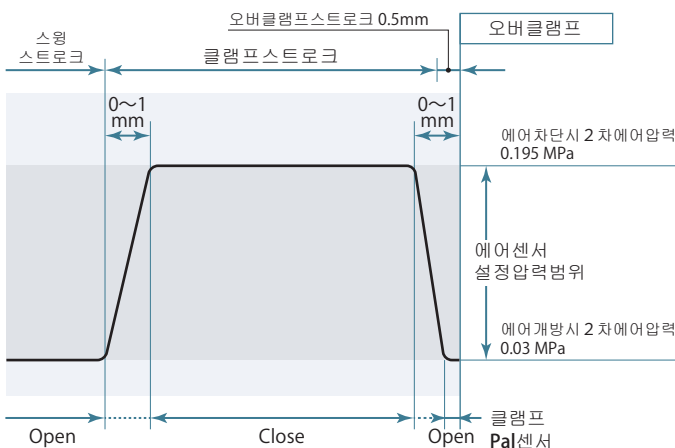 오버클램프스트로크 0.5mm
오버클램프
스윙
스트로크
클램프스트로크
0～1
mm
0～1
mm
에어차단시 2 차에어압력
0.195 MPa
에어센서
설정압력범위
에어개방시 2 차에어압력
0.03 MPa
Open
Close
Open
클램프
Pal센서